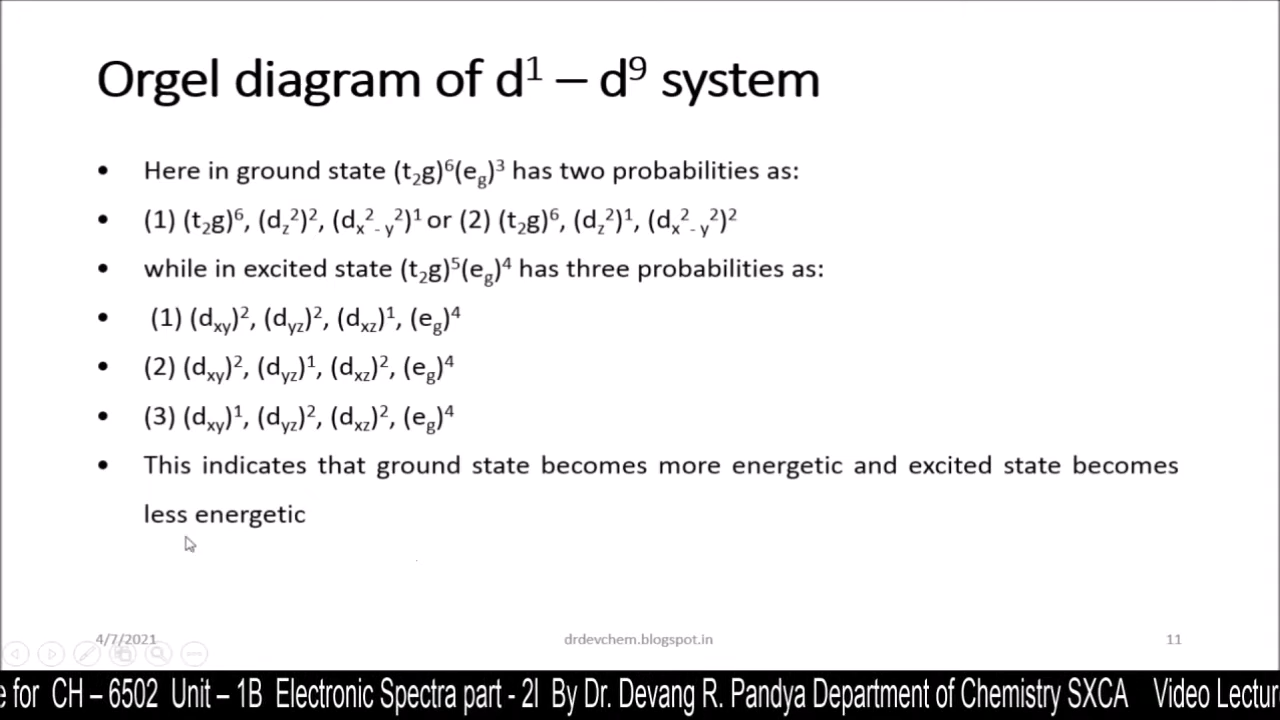 Orgel diagram of d¹ – d⁹ system
• Here in ground state (t₂g)⁶(e_g)³ has two probabilities as:
• (1) (t₂g)⁶, (d_z²)², (d_x²₋y²)¹ or (2) (t₂g)⁶, (d_z²)¹, (d_x²₋y²)²
• while in excited state (t₂g)⁵(e_g)⁴ has three probabilities as:
• (1) (d_xy)², (d_yz)², (d_xz)¹, (e_g)⁴
• (2) (d_xy)², (d_yz)¹, (d_xz)², (e_g)⁴
• (3) (d_xy)¹, (d_yz)², (d_xz)², (e_g)⁴
• This indicates that ground state becomes more energetic and excited state becomes
less energetic
4/7/2021 drdevchem.blogspot.in 11
e for CH – 6502 Unit – 1B Electronic Spectra part - 2I By Dr. Devang R. Pandya Department of Chemistry SXCA Video Lectur